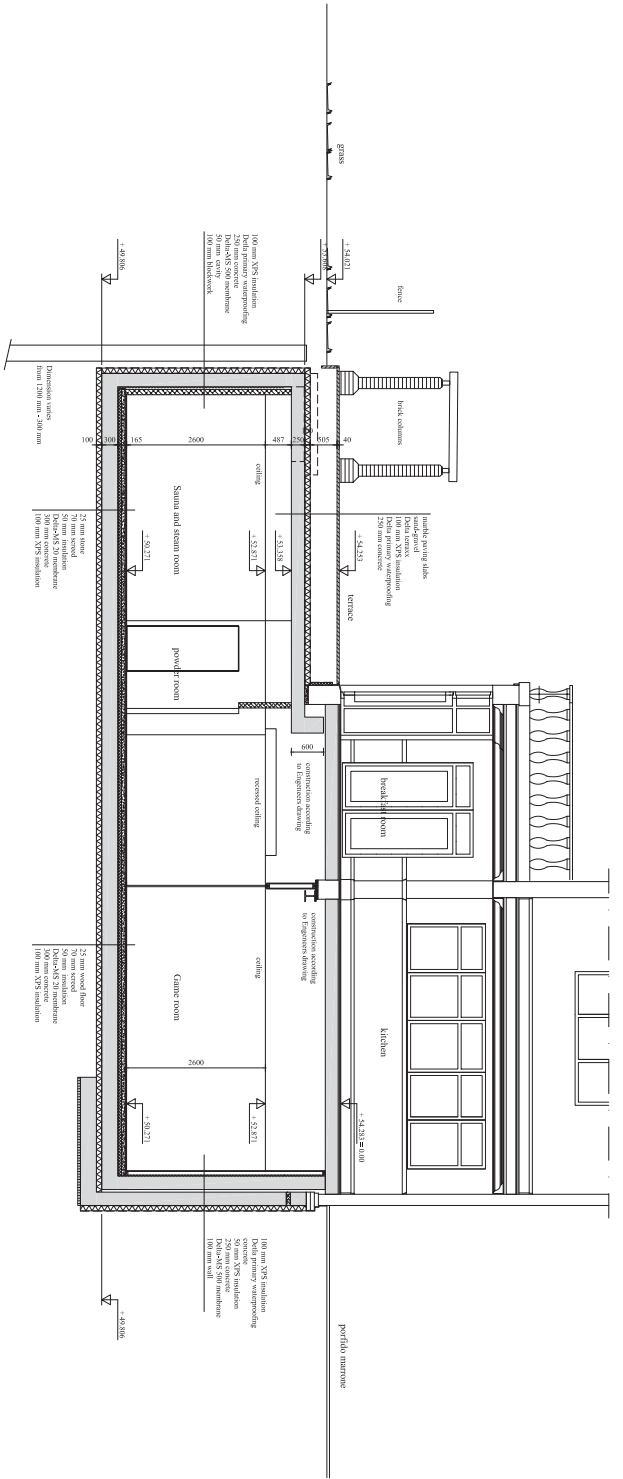 grass
fence
brick columns
+ 49.806
+ 54.021
100 mm XPS insulation
Detla primary waterproofing
250 mm concrete
Delta-MS 500 membrane
50 mm cavity
100 mm blockwork
Dimension varies
from 1200 mm - 300 mm
100
300
165
2600
487
250
505
40
ceiling
Sauna and steam room
marble paving slabs
sand-gravel
Delta terraxx
100 mm XPS insulation
Delta primary waterproofing
250 mm concrete
25 mm stone
70 mm screed
50 mm insulation
Delta-MS 20 membrane
300 mm concrete
100 mm XPS insulation
+ 50.271
+ 52.871
+ 53.358
+ 54.253
terrace
powder room
600
construction according
to Engeneers drawing
recessed ceiling
breakfast room
construction according
to Engeneers drawing
ceiling
Game room
kitchen
25 mm wood floor
70 mm screed
50 mm insulation
Delta-MS 20 membrane
300 mm concrete
100 mm XPS insulation
2600
+ 50.271
+ 52.871
+ 54.283 = 0.00
100 mm XPS insulation
Detla primary waterproofing
concrete
50 mm XPS insulation
250 mm concrete
Delta-MS 500 membrane
100 mm wall
+ 49.806
porfido marrone